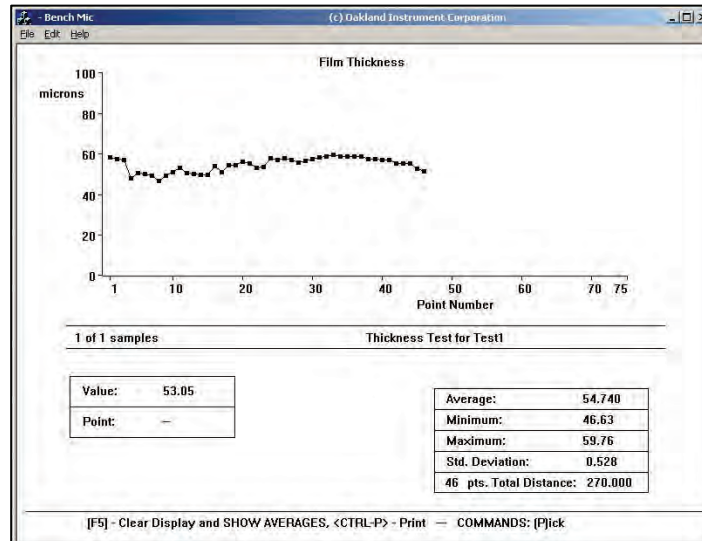 - Bench Mic (c) Oakland Instrument Corporation
File Edit Help
Film Thickness
100
microns
80
60
40
20
0
1 10 20 30 40 50 60 70 75
Point Number
1 of 1 samples Thickness Test for Test1
Value: 53.05
Point: —
Average: 54.740
Minimum: 46.63
Maximum: 59.76
Std. Deviation: 0.528
46 pts. Total Distance: 270.000
[F5] - Clear Display and SHOW AVERAGES, <CTRL-P> - Print — COMMANDS: [P]ick